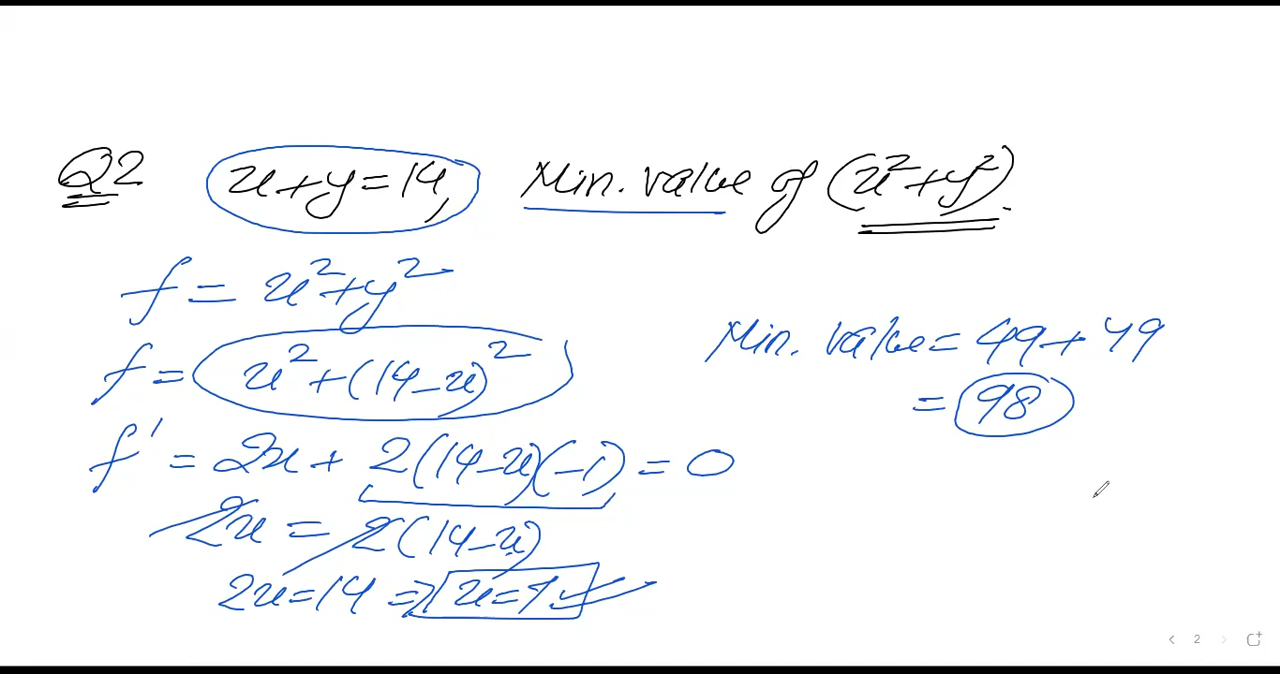 Q2 x+y=14, Min. value of (x²+y²).
f = x²+y²
f = x²+(14-x)²
f' = 2x + 2(14-x)(-1) = 0
2x = 2(14-x)
2x=14 ⇒ x=7
Min. value = 49+49
= 98
2